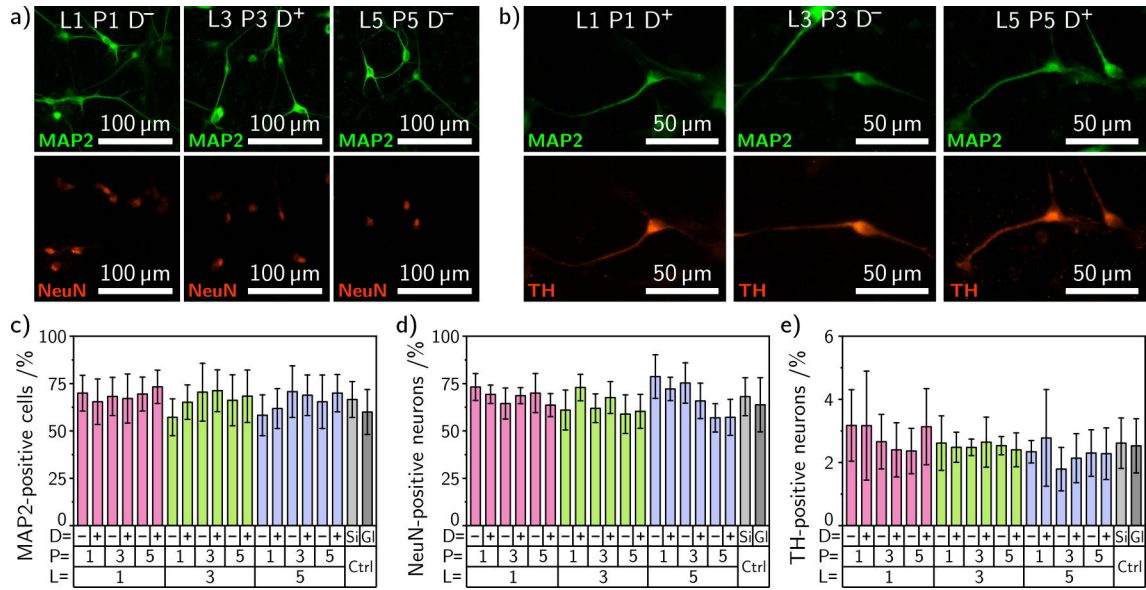 a)
L1 P1 D⁻
L3 P3 D⁺
L5 P5 D⁻
MAP2 100 µm
MAP2 100 µm
MAP2 100 µm
NeuN 100 µm
NeuN 100 µm
NeuN 100 µm
b)
L1 P1 D⁺
L3 P3 D⁻
L5 P5 D⁺
MAP2 50 µm
MAP2 50 µm
MAP2 50 µm
TH 50 µm
TH 50 µm
TH 50 µm
c)
MAP2-positive cells /%
100
75
50
25
0
D= − + − + − + − + − + − + − + − + − + Si Gl
P= 1 3 5 1 3 5 1 3 5 Ctrl
L= 1 3 5
d)
NeuN-positive neurons /%
100
75
50
25
0
D= − + − + − + − + − + − + − + − + − + Si Gl
P= 1 3 5 1 3 5 1 3 5 Ctrl
L= 1 3 5
e)
TH-positive neurons /%
6
4
2
0
D= − + − + − + − + − + − + − + − + − + Si Gl
P= 1 3 5 1 3 5 1 3 5 Ctrl
L= 1 3 5